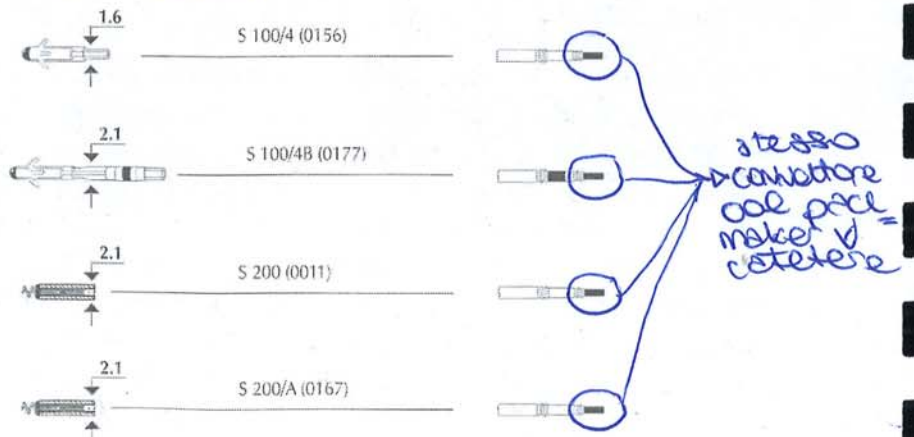 1.6
S 100/4 (0156)
2.1
S 100/4B (0177)
stesso
connettore
pace=
maker
catetere
2.1
S 200 (0011)
2.1
S 200/A (0167)